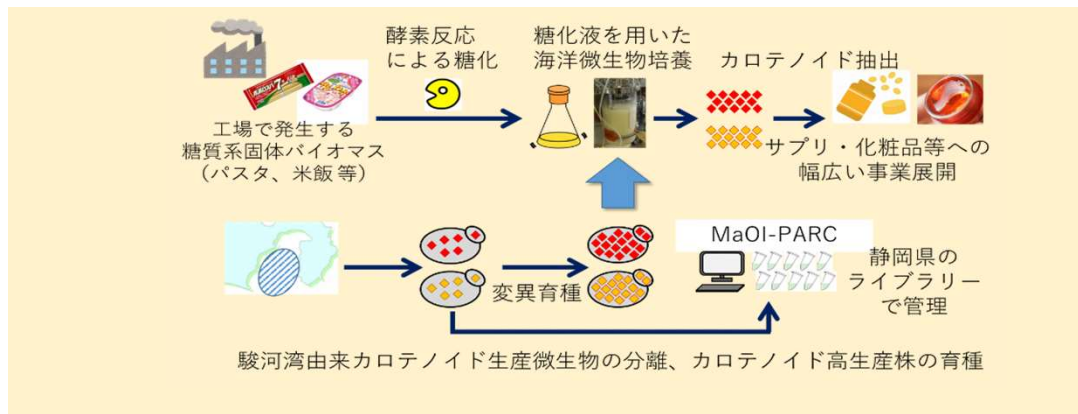 酵素反応
による糖化
糖化液を用いた
海洋微生物培養
カロテノイド抽出
工場で発生する
糖質系固体バイオマス
（パスタ、米飯 等）
サプリ・化粧品等への
幅広い事業展開
MaOI-PARC
静岡県の
ライブラリー
で管理
変異育種
駿河湾由来カロテノイド生産微生物の分離、カロテノイド高生産株の育種